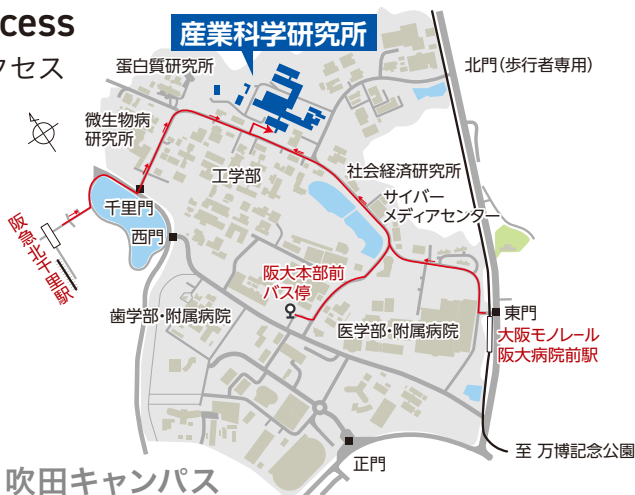 cess
クセス
産業科学研究所
蛋白質研究所
北門(歩行者専用)
微生物病
研究所
社会経済研究所
工学部
サイバー
メディアセンター
千里門
阪急北千里駅
西門
阪大本部前
バス停
歯学部・附属病院
医学部・附属病院
東門
大阪モノレール
阪大病院前駅
至 万博記念公園
正門
吹田キャンパス